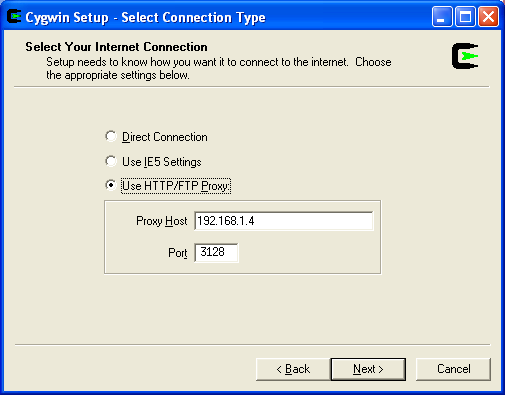 Cygwin Setup - Select Connection Type
Select Your Internet Connection
Setup needs to know how you want it to connect to the internet. Choose
the appropriate settings below.
Direct Connection
Use IE5 Settings
Use HTTP/FTP Proxy:
Proxy Host 192.168.1.4
Port 3128
< Back Next > Cancel